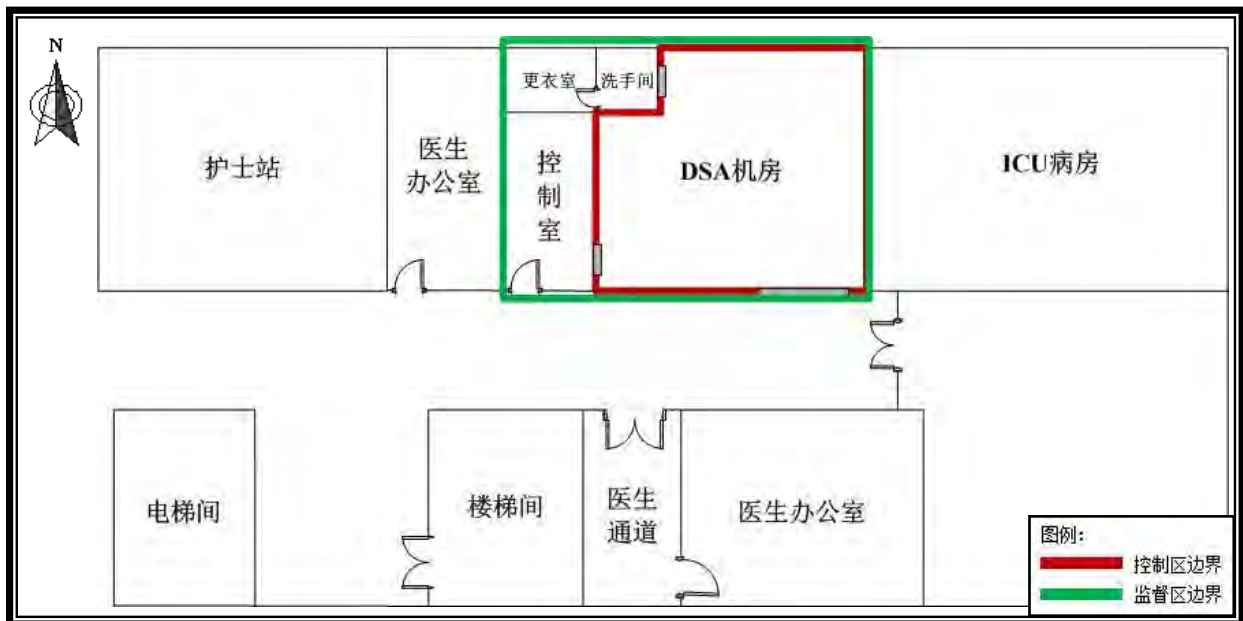 N
更衣室
洗手间
护士站
医生
办公室
控
制
室
DSA机房
ICU病房
电梯间
楼梯间
医生
通道
医生办公室
图例：
控制区边界
监督区边界